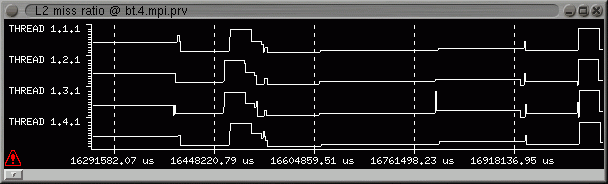 L2 miss ratio @ bt.4.mpi.prv
THREAD 1.1.1
THREAD 1.2.1
THREAD 1.3.1
THREAD 1.4.1
16291582,07 us 16448220,79 us 16604859,51 us 16761498,23 us 16918136,95 us